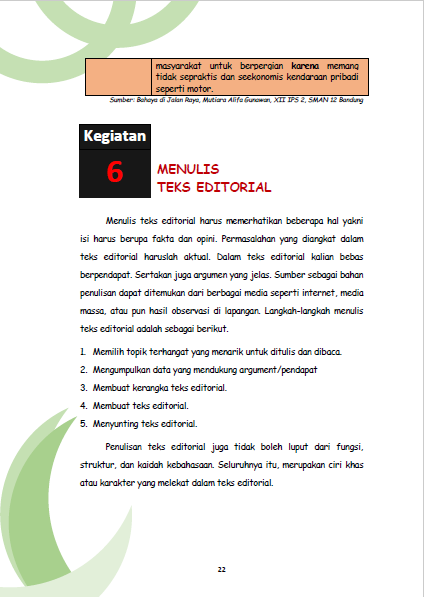 masyarakat untuk berpergian karena memang
tidak sepraktis dan seekonomis kendaraan pribadi
seperti motor.
Sumber: Bahaya di Jalan Raya, Mutiara Alifa Gunawan, XII IPS 2, SMAN 12 Bandung
Kegiatan
6
MENULIS
TEKS EDITORIAL
Menulis teks editorial harus memerhatikan beberapa hal yakni
isi harus berupa fakta dan opini. Permasalahan yang diangkat dalam
teks editorial haruslah aktual. Dalam teks editorial kalian bebas
berpendapat. Sertakan juga argumen yang jelas. Sumber sebagai bahan
penulisan dapat ditemukan dari berbagai media seperti internet, media
massa, atau pun hasil observasi di lapangan. Langkah-langkah menulis
teks editorial adalah sebagai berikut.
1. Memilih topik terhangat yang menarik untuk ditulis dan dibaca.
2. Mengumpulkan data yang mendukung argument/pendapat
3. Membuat kerangka teks editorial.
4. Membuat teks editorial.
5. Menyunting teks editorial.
Penulisan teks editorial juga tidak boleh luput dari fungsi,
struktur, dan kaidah kebahasaan. Seluruhnya itu, merupakan ciri khas
atau karakter yang melekat dalam teks editorial.
22